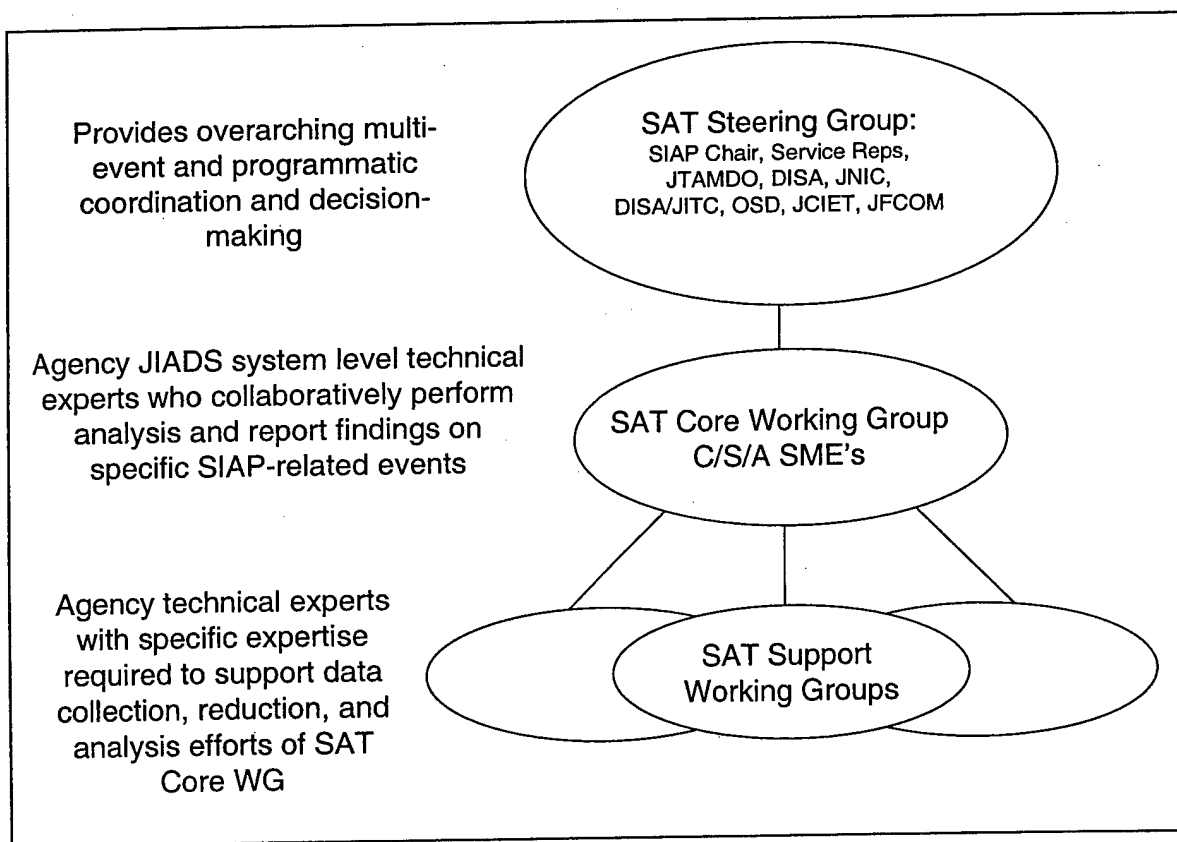 Provides overarching multi-
event and programmatic
coordination and decision-
making
SAT Steering Group:
SIAP Chair, Service Reps,
JTAMDO, DISA, JNIC,
DISA/JITC, OSD, JCIET, JFCOM
Agency JIADS system level technical
experts who collaboratively perform
analysis and report findings on
specific SIAP-related events
SAT Core Working Group
C/S/A SME's
Agency technical experts
with specific expertise
required to support data
collection, reduction, and
analysis efforts of SAT
Core WG
SAT Support
Working Groups